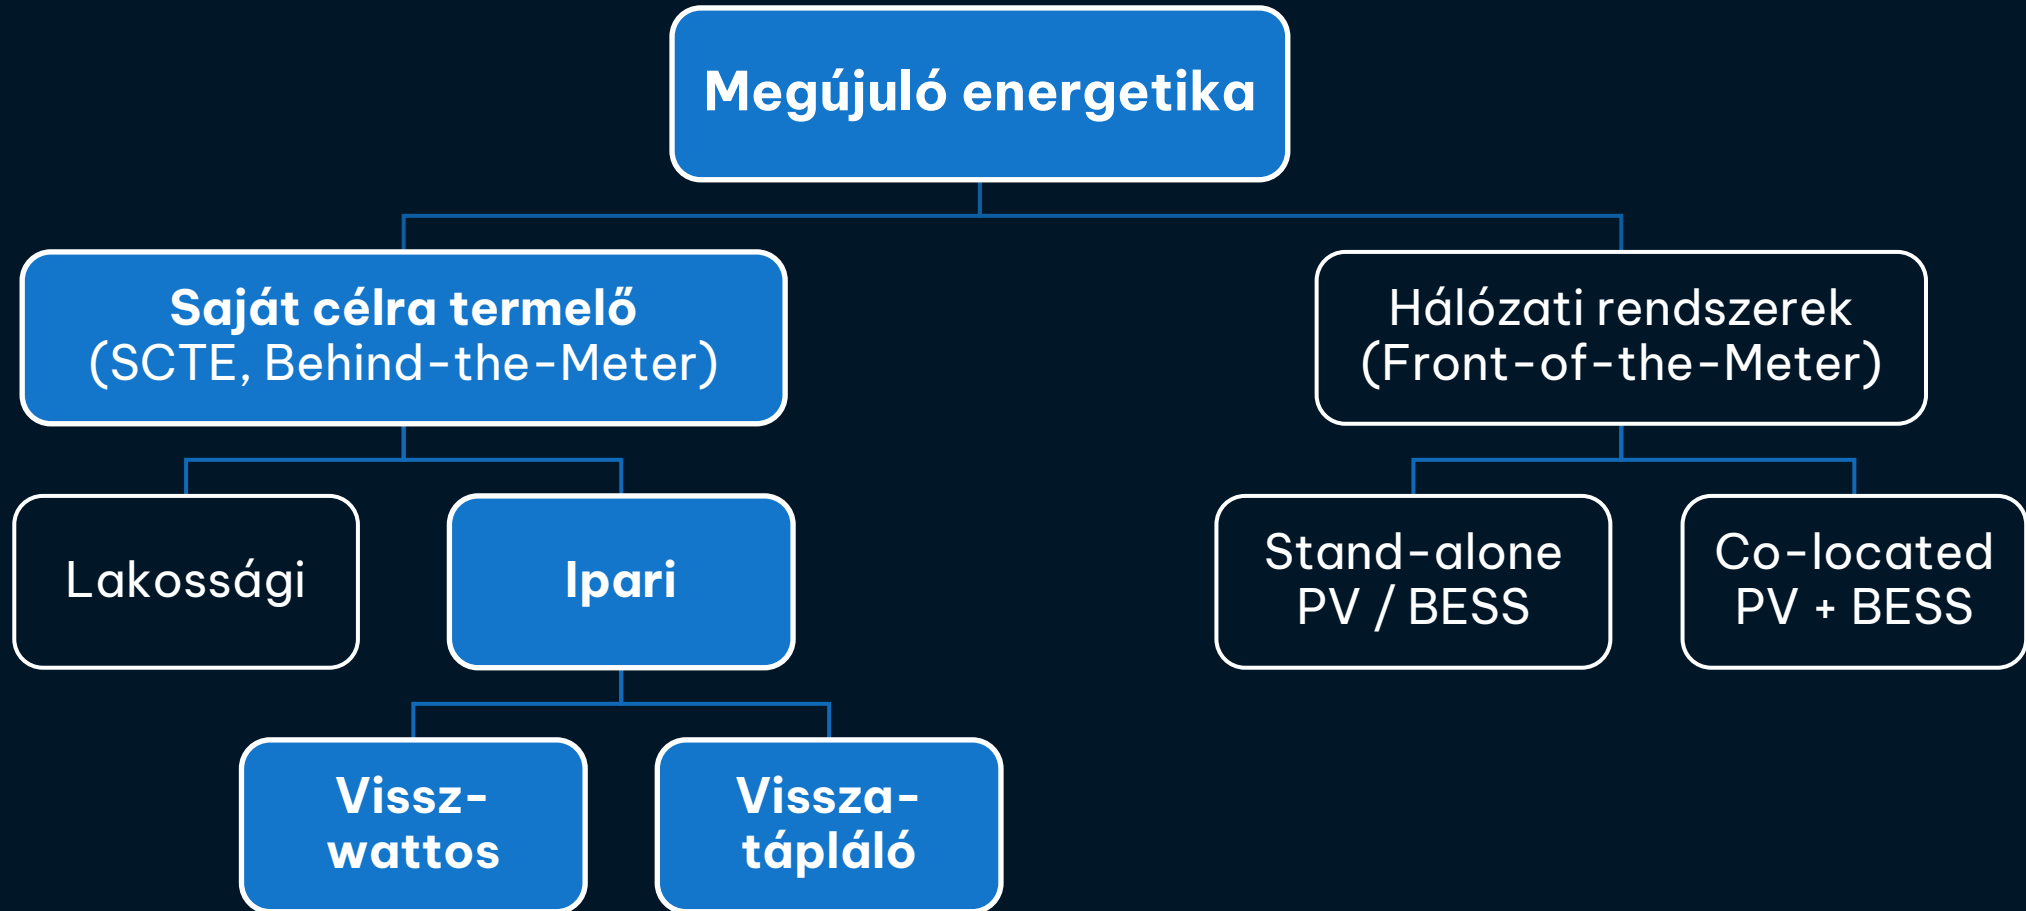 Megújuló energetika
Saját célra termelő
(SCTE, Behind-the-Meter)
Hálózati rendszerek
(Front-of-the-Meter)
Lakossági
Ipari
Stand-alone
PV / BESS
Co-located
PV + BESS
Vissz-
wattos
Vissza-
tápláló